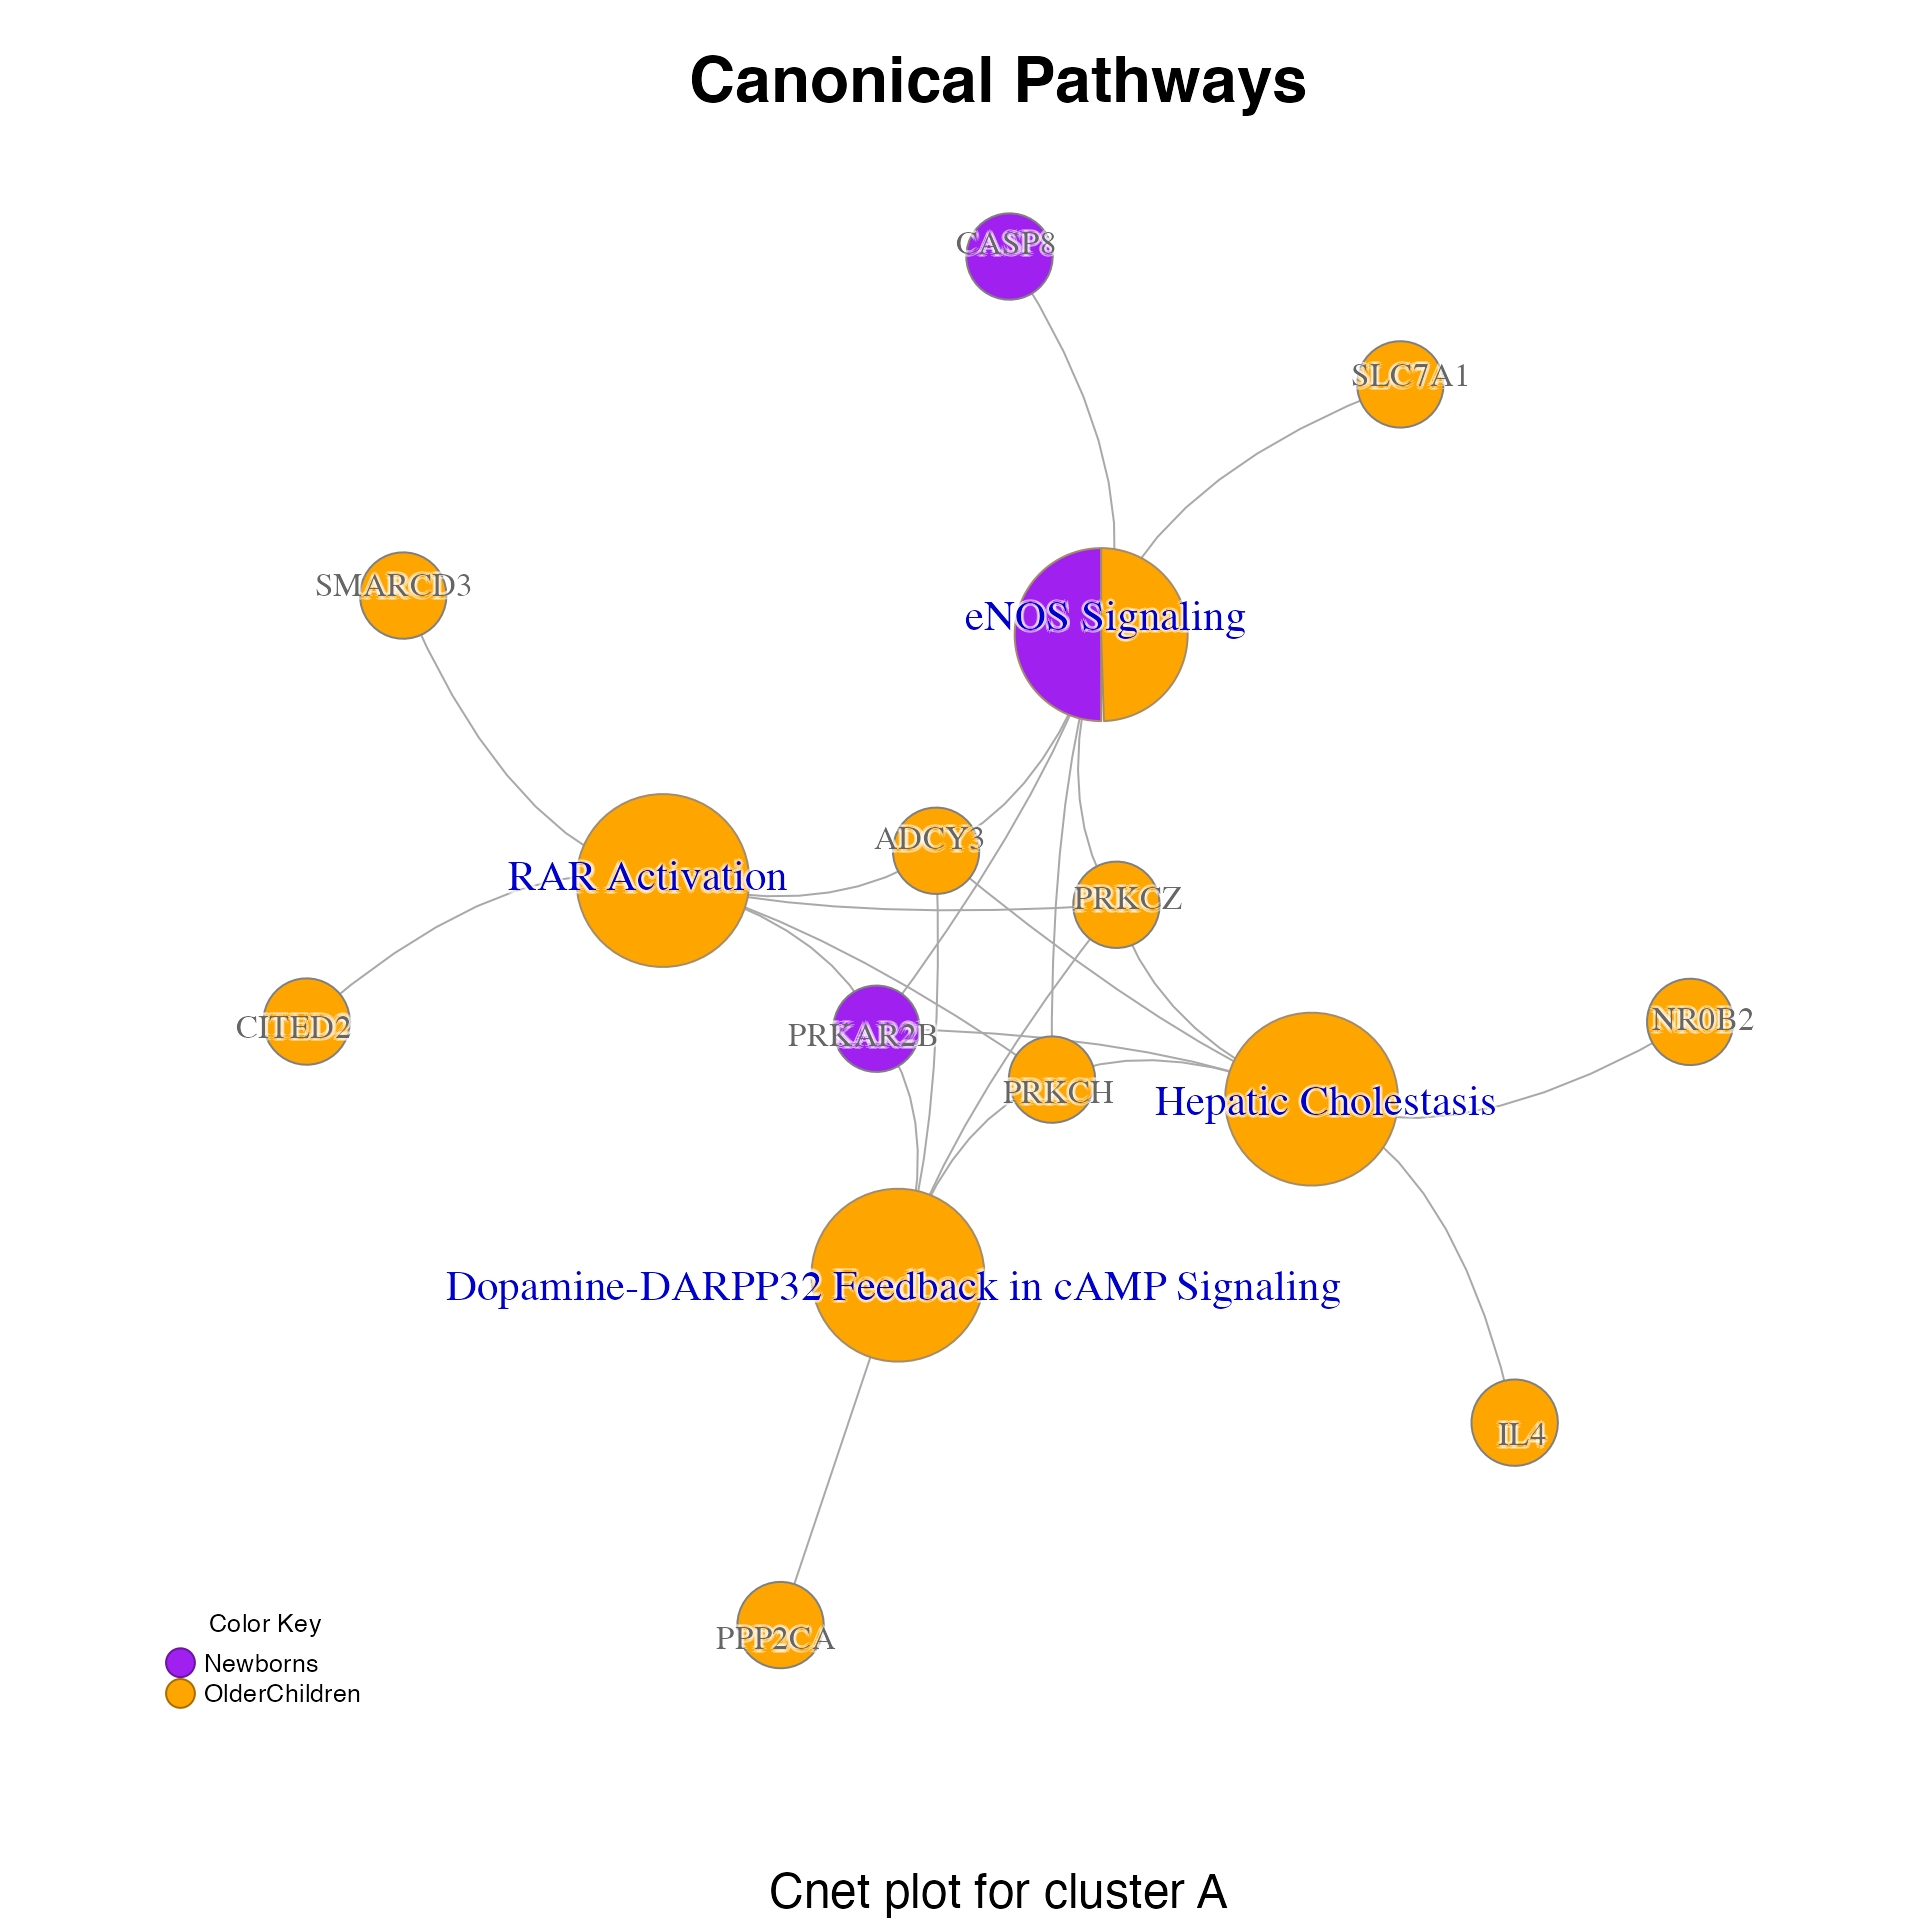 Canonical Pathways
CASP8
SLC7A1
SMARCD3
eNOS Signaling
ADCY3
RAR Activation
PRKCZ
NR0B2
CITED2
PRKAR2B
PRKCH
Hepatic Cholestasis
Dopamine-DARPP32 Feedback in cAMP Signaling
IL4
PPP2CA
Color Key
Newborns
OlderChildren
Cnet plot for cluster A